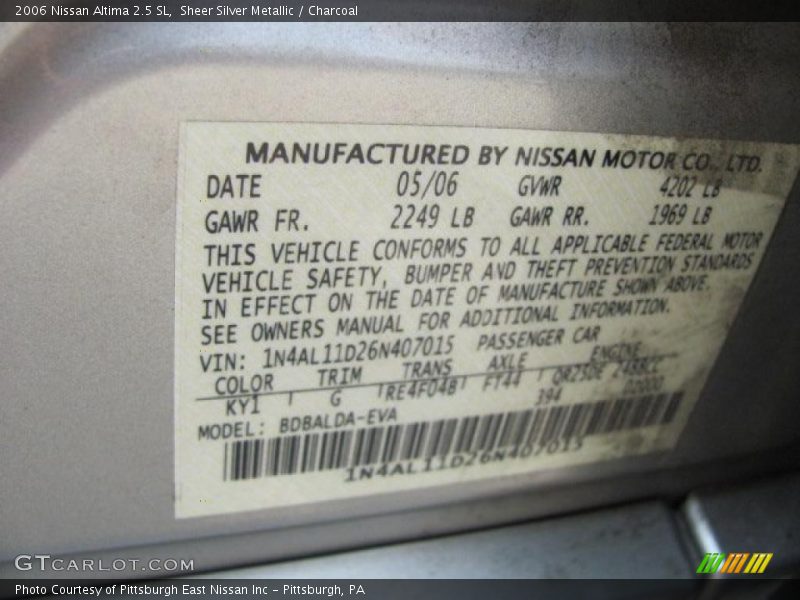 2006 Nissan Altima 2.5 SL, Sheer Silver Metallic / Charcoal
MANUFACTURED BY NISSAN MOTOR CO., LTD.
DATE 05/06 GVWR 4202 LB
GAWR FR. 2249 LB GAWR RR. 1969 LB
THIS VEHICLE CONFORMS TO ALL APPLICABLE FEDERAL MOTOR
VEHICLE SAFETY, BUMPER AND THEFT PREVENTION STANDARDS
IN EFFECT ON THE DATE OF MANUFACTURE SHOWN ABOVE.
SEE OWNERS MANUAL FOR ADDITIONAL INFORMATION.
VIN: 1N4AL11D26N407015 PASSENGER CAR
COLOR TRIM TRANS AXLE ENGINE
KY1 G RE4F04B FT44 QR25DE 2488CC
394 02000
MODEL: BDBALDA-EVA
1N4AL11D26N407015
GTCARLOT.COM
Photo Courtesy of Pittsburgh East Nissan Inc - Pittsburgh, PA